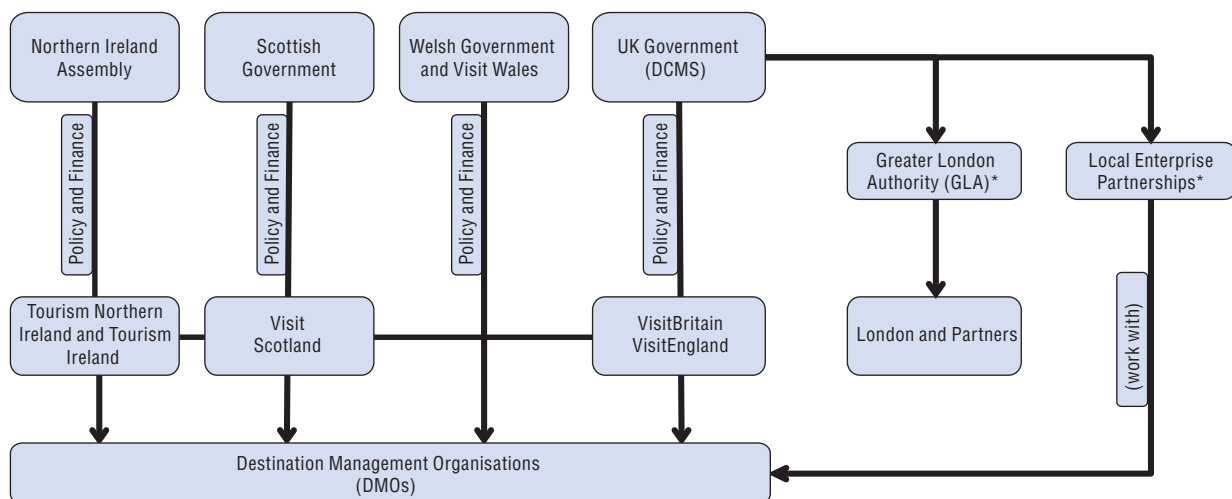 Northern Ireland
Assembly
Scottish
Government
Welsh Government
and Visit Wales
UK Government
(DCMS)
Policy and Finance
Policy and Finance
Policy and Finance
Policy and Finance
Greater London
Authority (GLA)*
Local Enterprise
Partnerships*
Tourism Northern
Ireland and Tourism
Ireland
Visit
Scotland
VisitBritain
VisitEngland
London and Partners
(work with)
Destination Management Organisations
(DMOs)